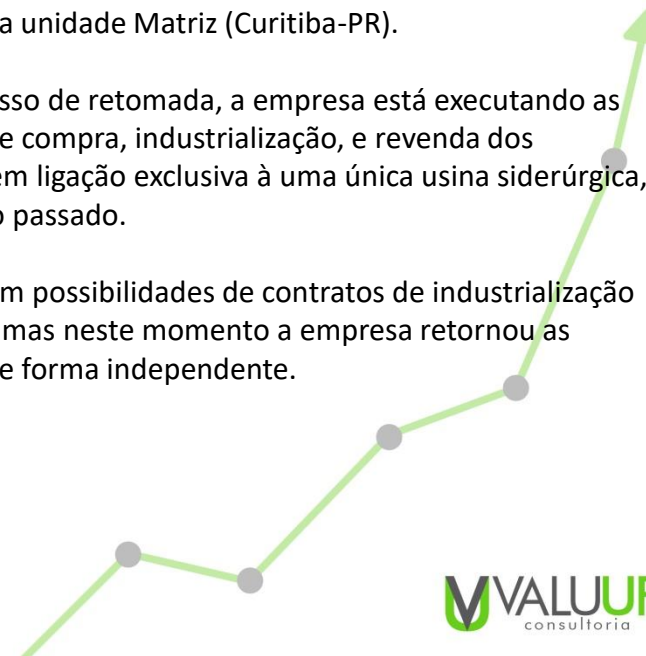 a unidade Matriz (Curitiba-PR).
sso de retomada, a empresa está executando as
e compra, industrialização, e revenda dos
em ligação exclusiva à uma única usina siderúrgica,
o passado.
m possibilidades de contratos de industrialização
mas neste momento a empresa retornou as
e forma independente.
VALUUP
consultoria